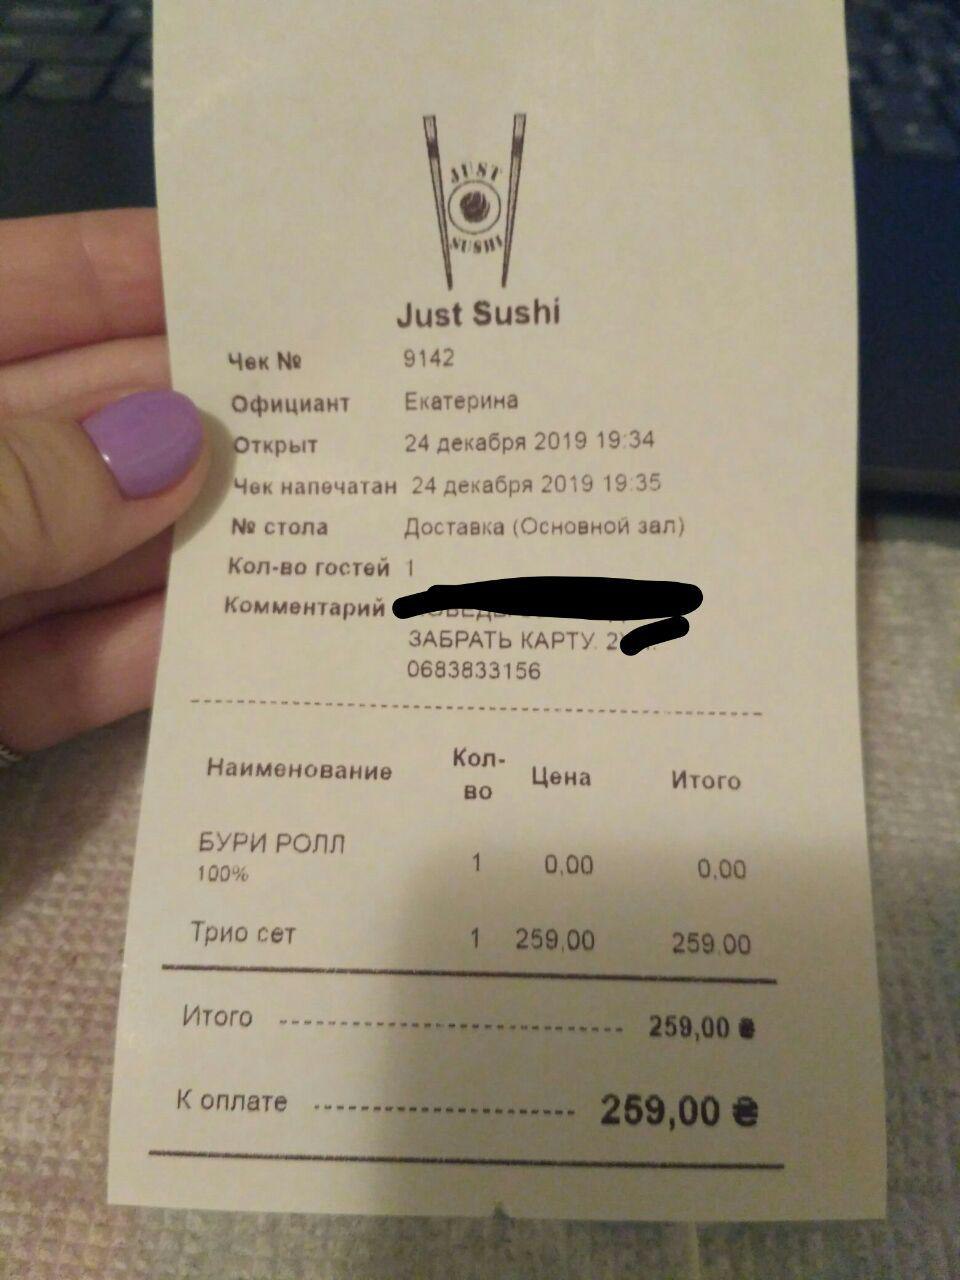 JUST
SUSHI
Just Sushi
Чек № 9142
Официант Екатерина
Открыт 24 декабря 2019 19:34
Чек напечатан 24 декабря 2019 19:35
№ стола Доставка (Основной зал)
Кол-во гостей 1
Комментарий
ЗАБРАТЬ КАРТУ.
0683833156
Наименование Кол-во Цена Итого
БУРИ РОЛЛ 1 0,00 0,00
100%
Трио сет 1 259,00 259,00
Итого 259,00 ₴
К оплате 259,00 ₴